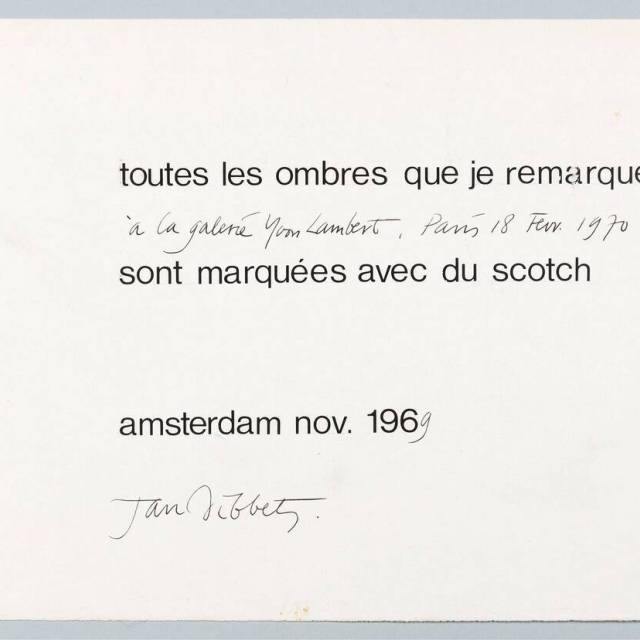 toutes les ombres que je remarque
à la galerie Yvon Lambert, Paris 18 Fevr. 1970
sont marquées avec du scotch
amsterdam nov. 1969
Jan Dibbets.